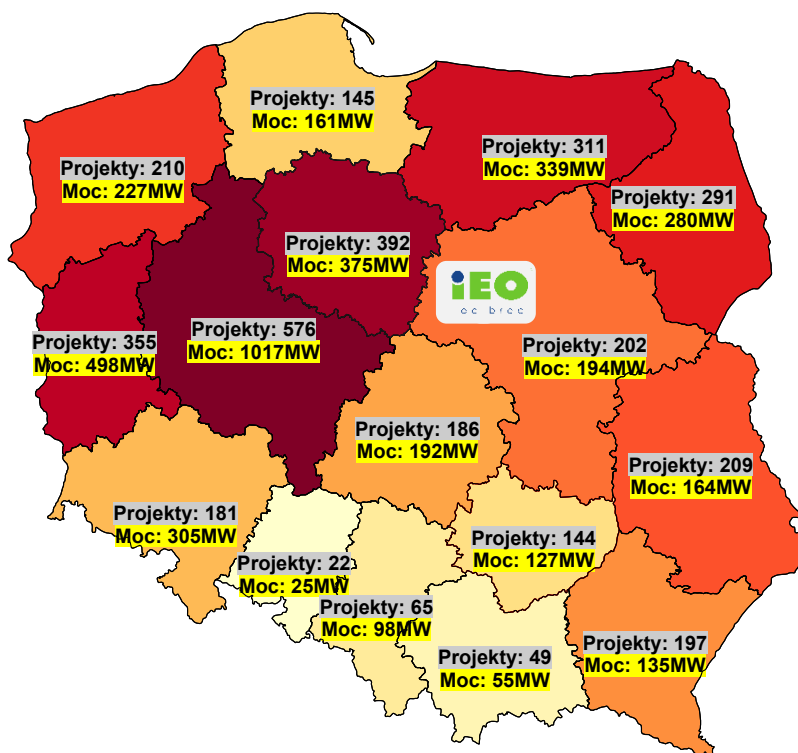 Projekty: 145
Moc: 161MW
Projekty: 311
Moc: 339MW
Projekty: 210
Moc: 227MW
Projekty: 291
Moc: 280MW
Projekty: 392
Moc: 375MW
iEO
Projekty: 576
Moc: 1017MW
Projekty: 355
Moc: 498MW
Projekty: 202
Moc: 194MW
Projekty: 186
Moc: 192MW
Projekty: 209
Moc: 164MW
Projekty: 181
Moc: 305MW
Projekty: 144
Moc: 127MW
Projekty: 22
Moc: 25MW
Projekty: 65
Moc: 98MW
Projekty: 197
Moc: 135MW
Projekty: 49
Moc: 55MW